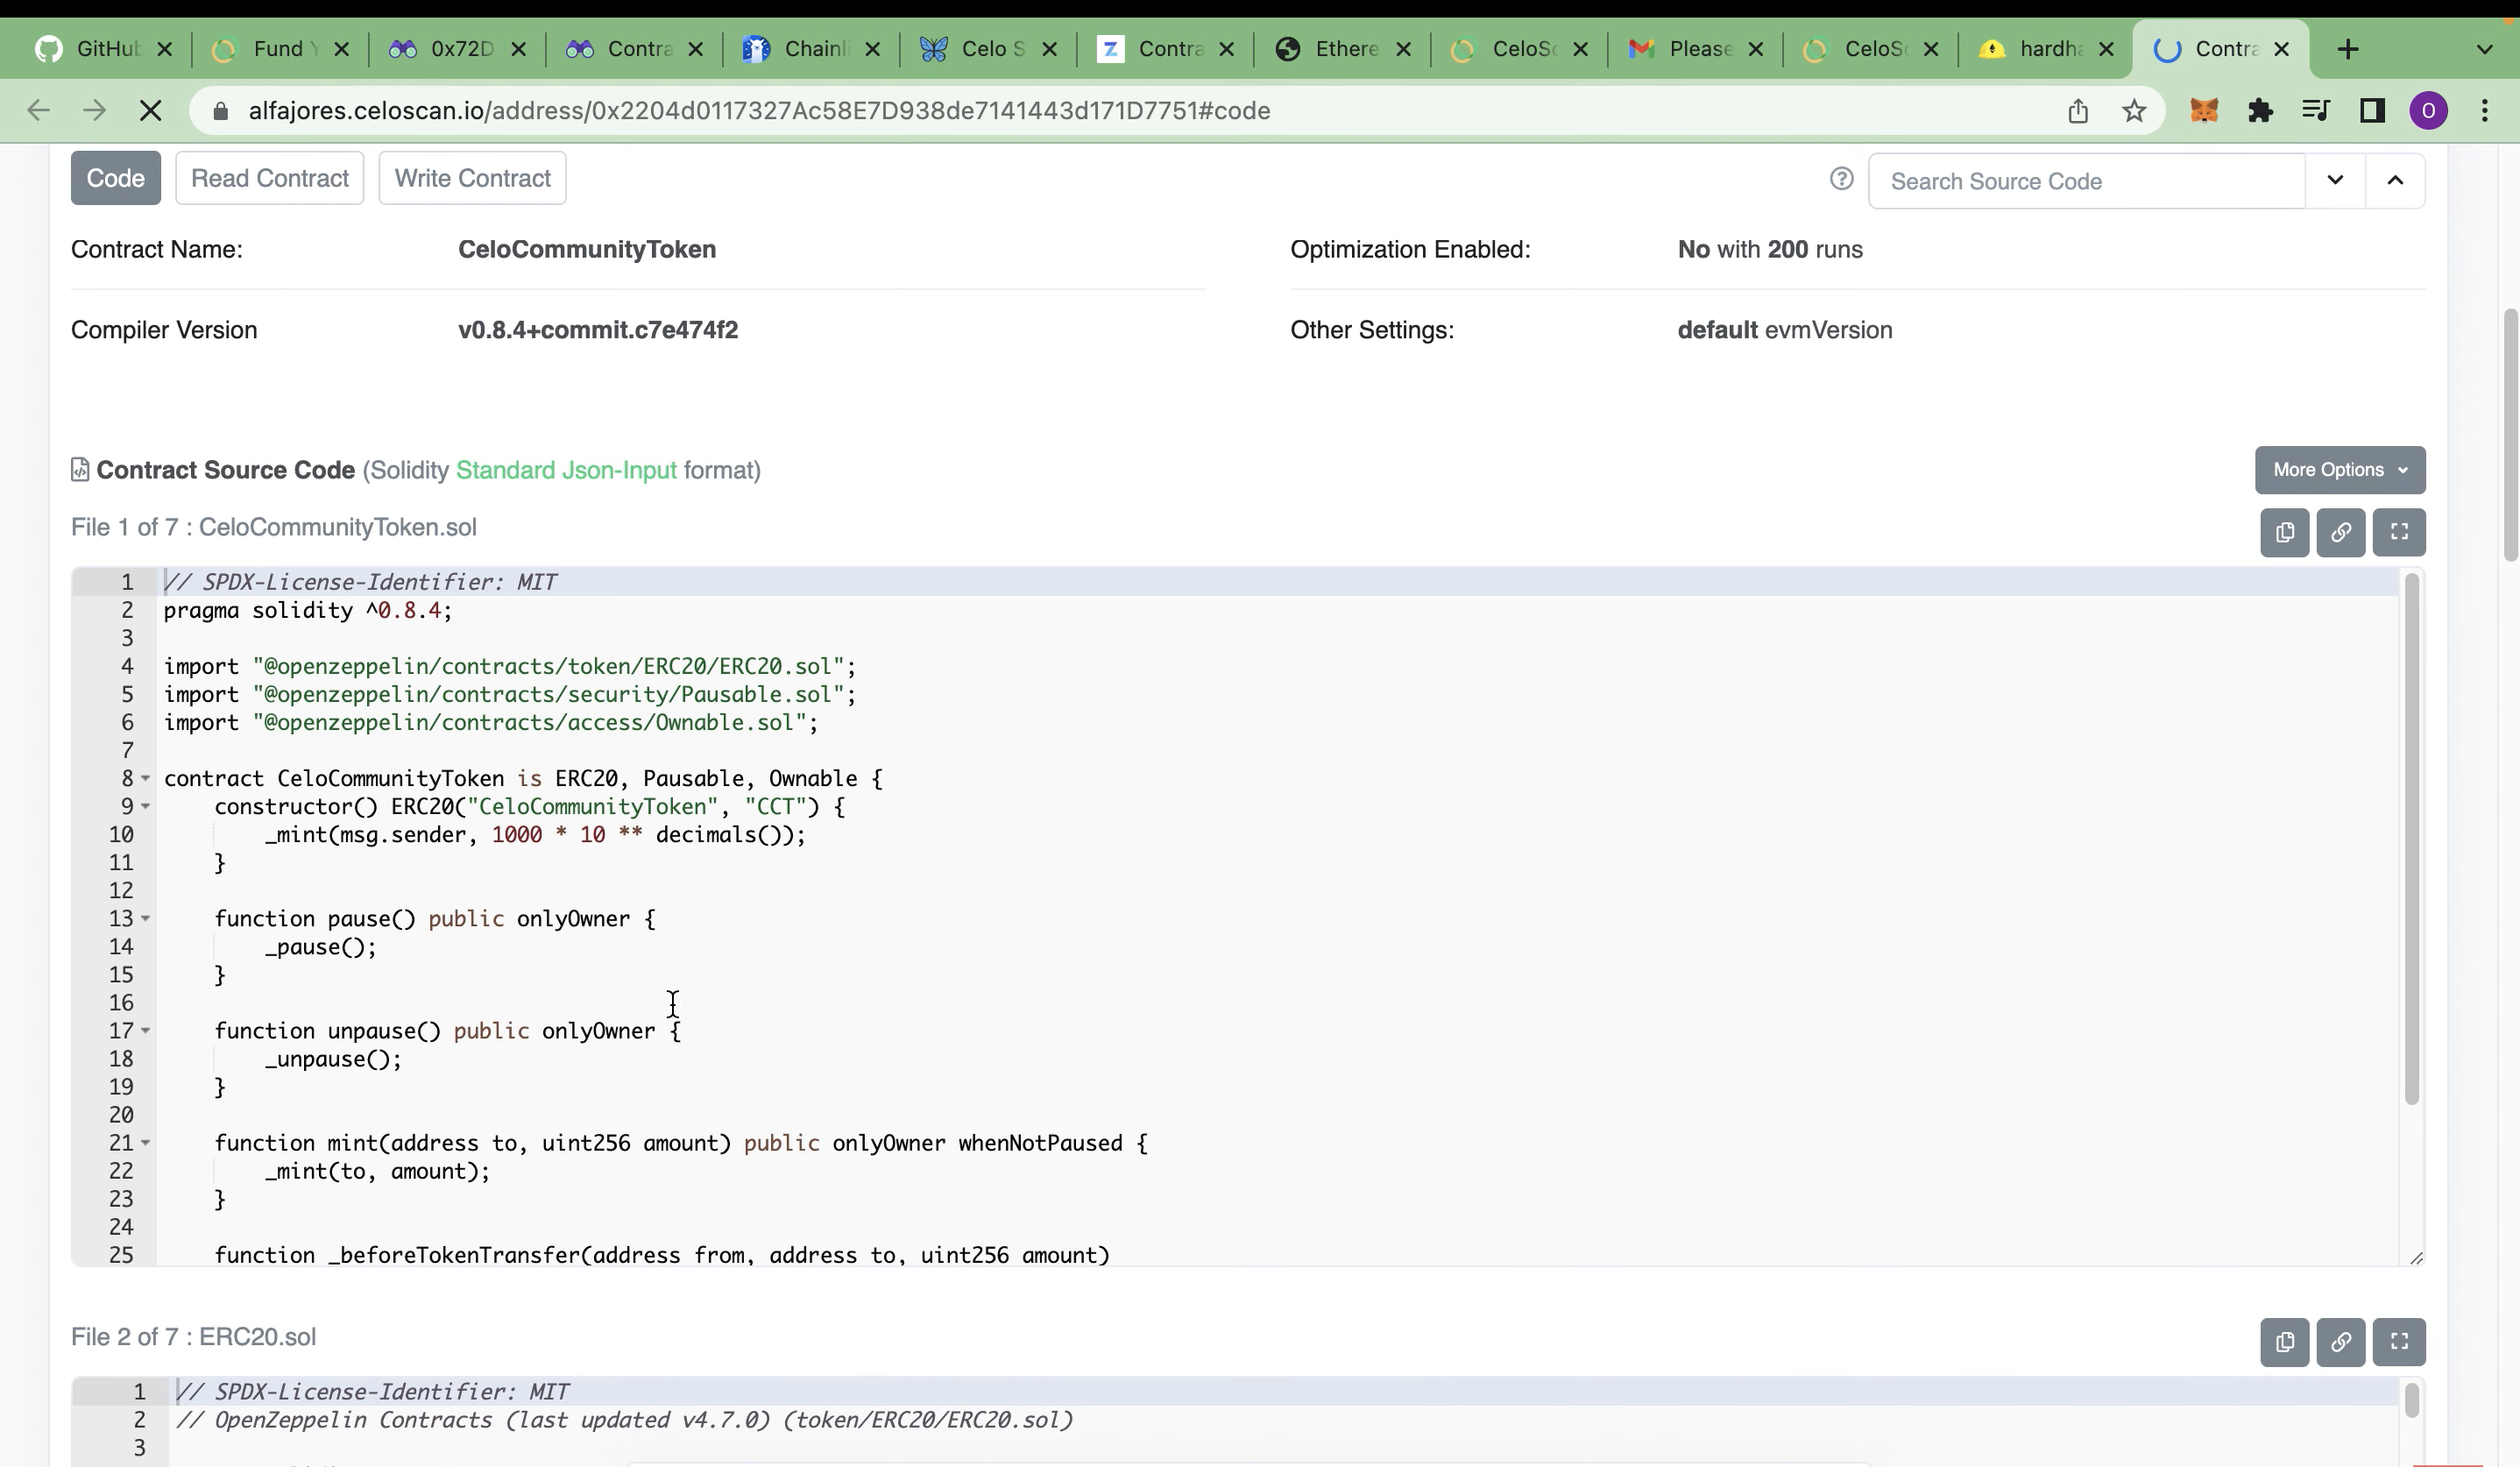 GitHub Fund Y 0x72D Contra Chainli Celo S Contra Ethere CeloSc Please CeloSc hardha Contra
alfajores.celoscan.io/address/0x2204d0117327Ac58E7D938de7141443d171D7751#code O
Code Read Contract Write Contract Search Source Code
Contract Name: CeloCommunityToken Optimization Enabled: No with 200 runs
Compiler Version v0.8.4+commit.c7e474f2 Other Settings: default evmVersion
Contract Source Code (Solidity Standard Json-Input format) More Options
File 1 of 7 : CeloCommunityToken.sol
1 // SPDX-License-Identifier: MIT
2 pragma solidity ^0.8.4;
3
4 import "@openzeppelin/contracts/token/ERC20/ERC20.sol";
5 import "@openzeppelin/contracts/security/Pausable.sol";
6 import "@openzeppelin/contracts/access/Ownable.sol";
7
8 contract CeloCommunityToken is ERC20, Pausable, Ownable {
9 constructor() ERC20("CeloCommunityToken", "CCT") {
10 _mint(msg.sender, 1000 * 10 ** decimals());
11 }
12
13 function pause() public onlyOwner {
14 _pause();
15 }
16
17 function unpause() public onlyOwner {
18 _unpause();
19 }
20
21 function mint(address to, uint256 amount) public onlyOwner whenNotPaused {
22 _mint(to, amount);
23 }
24
25 function _beforeTokenTransfer(address from, address to, uint256 amount)
File 2 of 7 : ERC20.sol
1 // SPDX-License-Identifier: MIT
2 // OpenZeppelin Contracts (last updated v4.7.0) (token/ERC20/ERC20.sol)
3